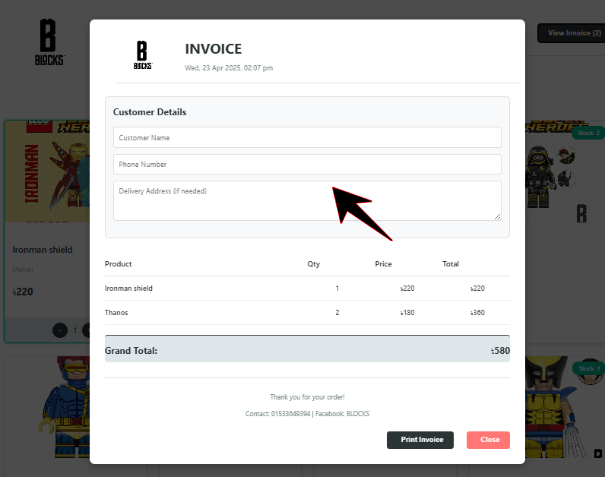 BLOCKS
View Invoice (2)
B
BLOCKS
INVOICE
Wed, 23 Apr 2025, 02:07 pm
Customer Details
Customer Name
Phone Number
Delivery Address (if needed)
Product Qty Price Total
Ironman shield 1 ৳220 ৳220
Thanos 2 ৳180 ৳360
Grand Total: ৳580
Thank you for your order!
Contact: 01533649394 | Facebook: BLOCKS
Print Invoice Close
IRONMAN
Ironman shield
Marvel
৳220
- 1
Stock: 2
Stock: 1